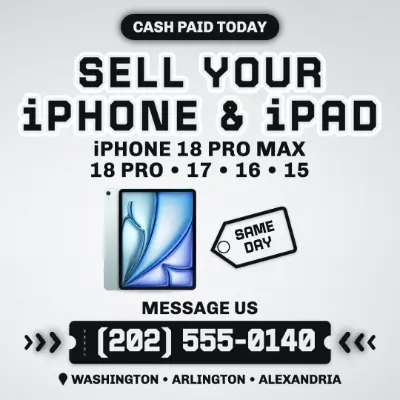 CASH PAID TODAY
SELL YOUR
iPHONE & iPAD
iPHONE 18 PRO MAX
18 PRO • 17 • 16 • 15
SAME
DAY
MESSAGE US
(202) 555-0140
WASHINGTON • ARLINGTON • ALEXANDRIA